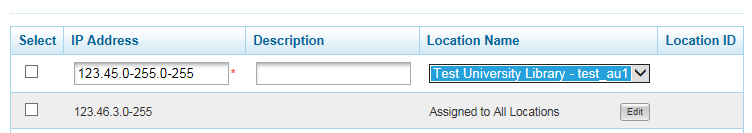 Select IP Address Description Location Name Location ID
123.45.0-255.0-255 * Test University Library - test_au1
123.46.3.0-255 Assigned to All Locations Edit